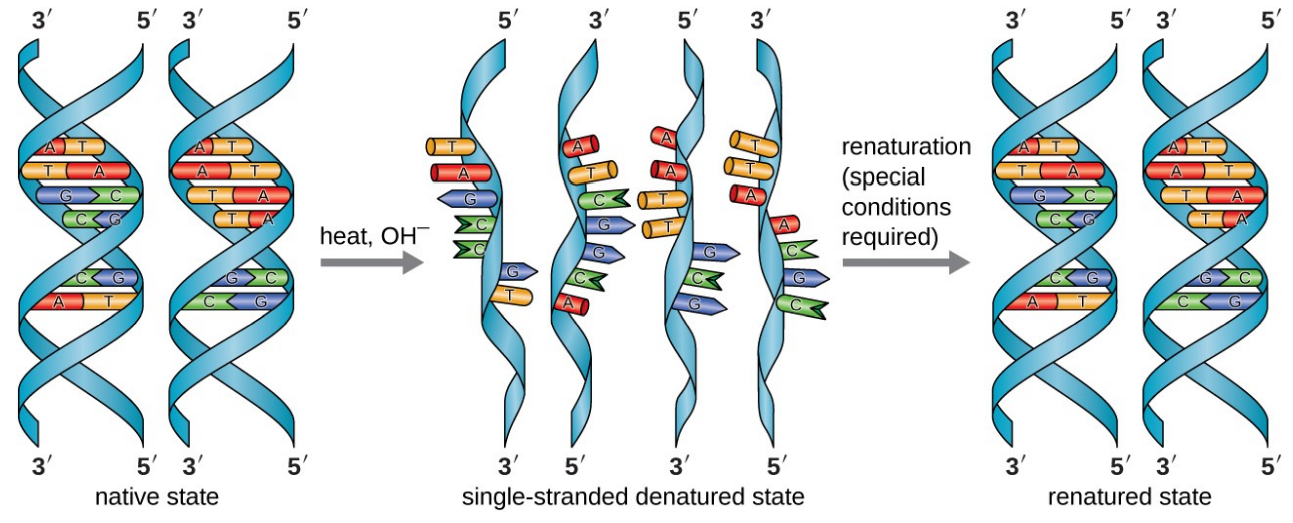 3′ 5′ 3′ 5′ 5′ 3′ 5′ 3′ 3′ 5′ 3′ 5′
A T
T A
G C
C G
C G
A T
A T
A T
T A
T A
G C
C G
heat, OH⁻
T
A
G
C
C
G
T
A
T
C
G
G
C
A
A
A
T
T
G
C
G
T
T
A
A
C
G
C
renaturation
(special
conditions
required)
A T
T A
G C
C G
C G
A T
A T
A T
T A
T A
G C
C G
3′ 5′ 3′ 5′ 3′ 5′ 3′ 5′ 3′ 5′ 3′ 5′
native state
single-stranded denatured state
renatured state